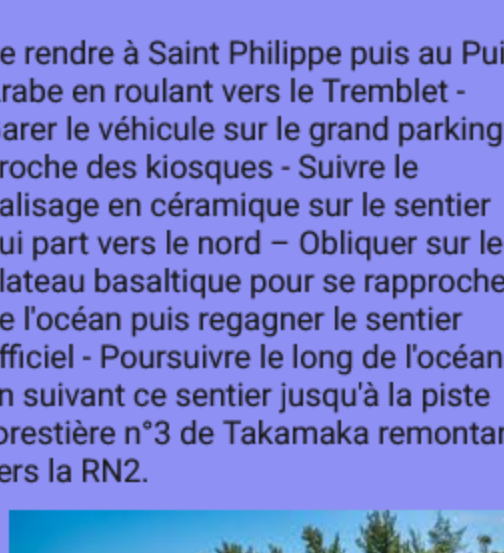 e rendre à Saint Philippe puis au Pui
rabe en roulant vers le Tremblet -
arer le véhicule sur le grand parking
roche des kiosques - Suivre le
alisage en céramique sur le sentier
ui part vers le nord – Obliquer sur le
lateau basaltique pour se rapproche
e l'océan puis regagner le sentier
fficiel - Poursuivre le long de l'océan
n suivant ce sentier jusqu'à la piste
orestière n°3 de Takamaka remontan
ers la RN2.